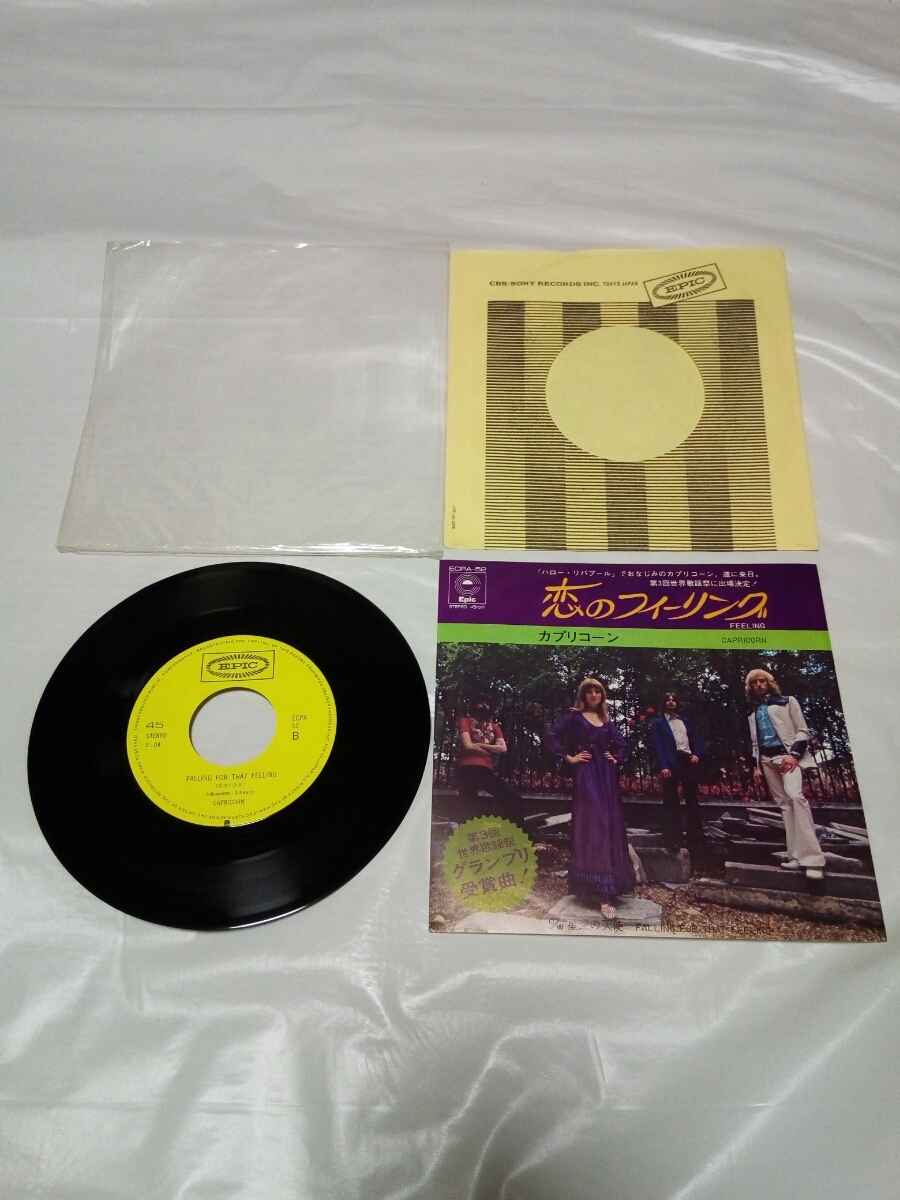 CBS/SONY RECORDS INC. TOKYO JAPAN
EPIC
EPIC
45
STEREO
3:04
ECPA
52
B
FALLING FOR THAT FEELING
CAPRICORN
ECPA-52
Epic
STEREO 45rpm
「ハロー・リバプール」でおなじみのカプリコーン。遂に来日。
第3回世界歌謡祭に出場決定!
恋のフィーリング
FEELING
カプリコーン
CAPRICORN
第3回
世界歌謡祭
グランプリ
受賞曲!
FALLING FOR THAT FEELING